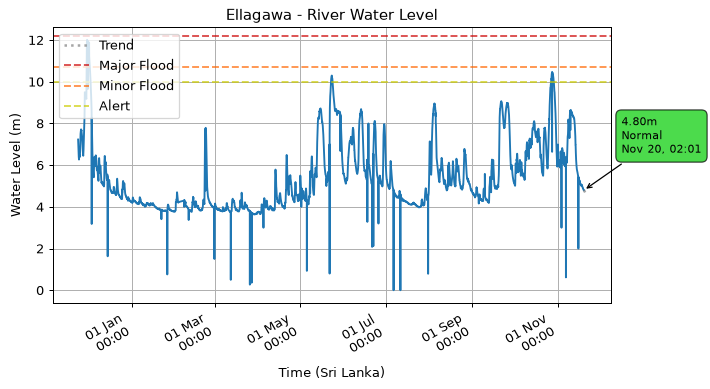 Ellagawa - River Water Level
Water Level (m)
12
10
8
6
4
2
0
Trend
Major Flood
Minor Flood
Alert
4.80m
Normal
Nov 20, 02:01
01 Jan
00:00
01 Mar
00:00
01 May
00:00
01 Jul
00:00
01 Sep
00:00
01 Nov
00:00
Time (Sri Lanka)